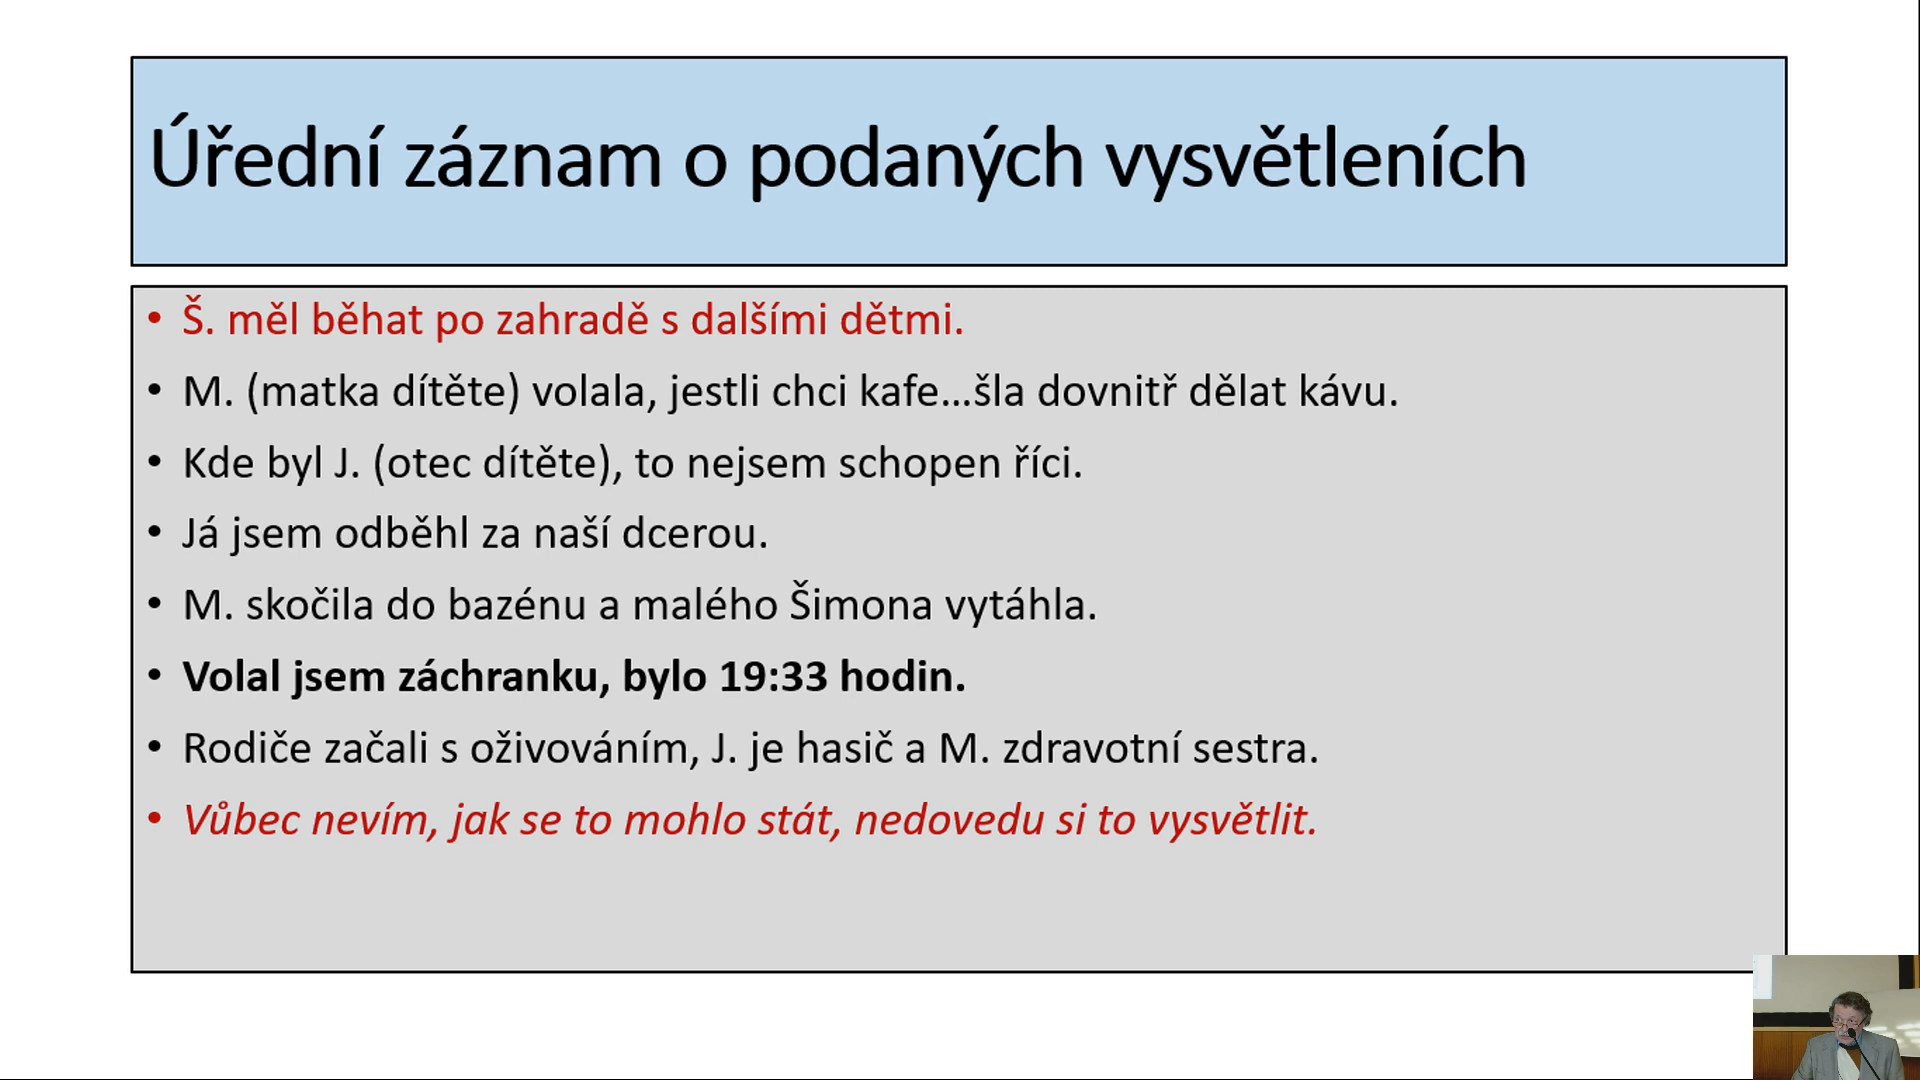 Úřední záznam o podaných vysvětleních
• Š. měl běhat po zahradě s dalšími dětmi.
• M. (matka dítěte) volala, jestli chci kafe…šla dovnitř dělat kávu.
• Kde byl J. (otec dítěte), to nejsem schopen říci.
• Já jsem odběhl za naší dcerou.
• M. skočila do bazénu a malého Šimona vytáhla.
• Volal jsem záchranku, bylo 19:33 hodin.
• Rodiče začali s oživováním, J. je hasič a M. zdravotní sestra.
• Vůbec nevím, jak se to mohlo stát, nedovedu si to vysvětlit.